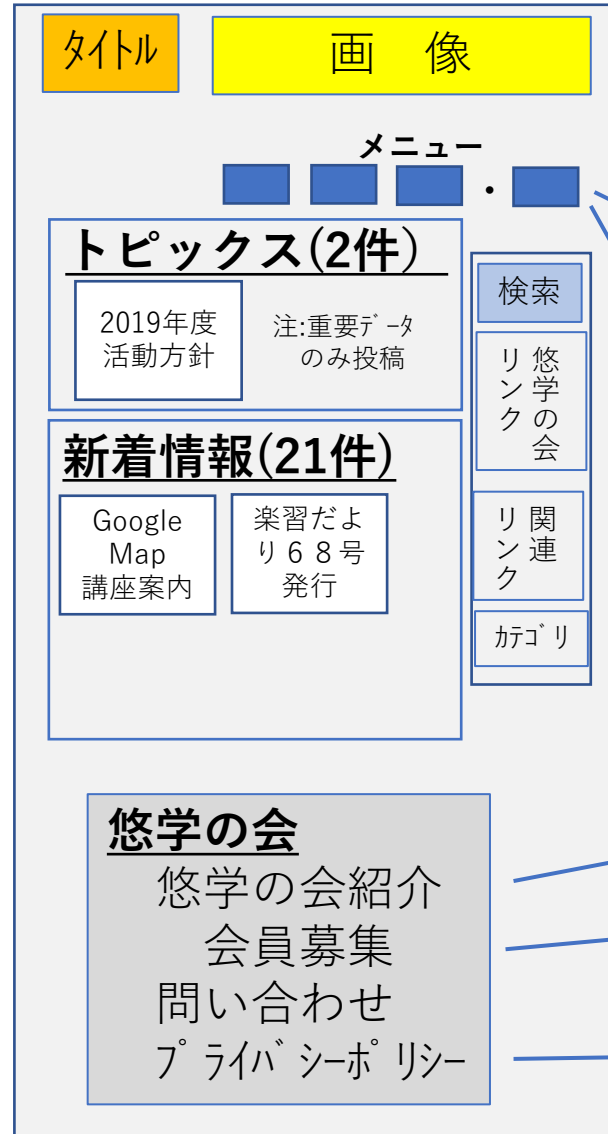 ﾀｲﾄﾙ
画　像
メニュー
・
トピックス(2件)
2019年度
活動方針
注:重要ﾃﾞｰﾀ
のみ投稿
新着情報(21件)
Google
Map
講座案内
楽習だよ
り６８号
発行
検索
悠学の会
リンク
関連
リンク
ｶﾃｺﾞﾘ
悠学の会
悠学の会紹介
会員募集
問い合わせ
ﾌﾟﾗｲﾊﾞｼーﾎﾟﾘｼー